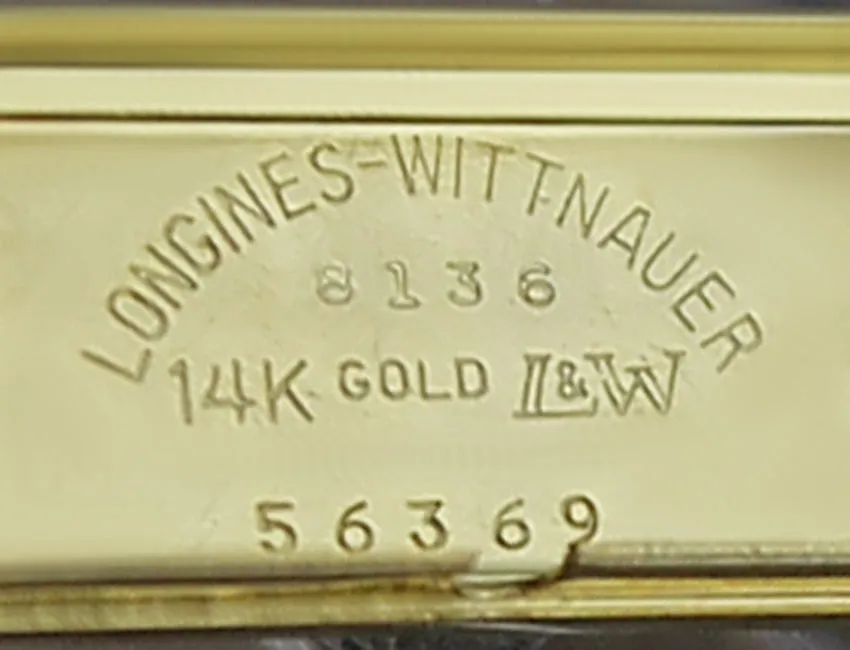 LONGINES-WITTNAUER
8136
14K GOLD L&W
56369